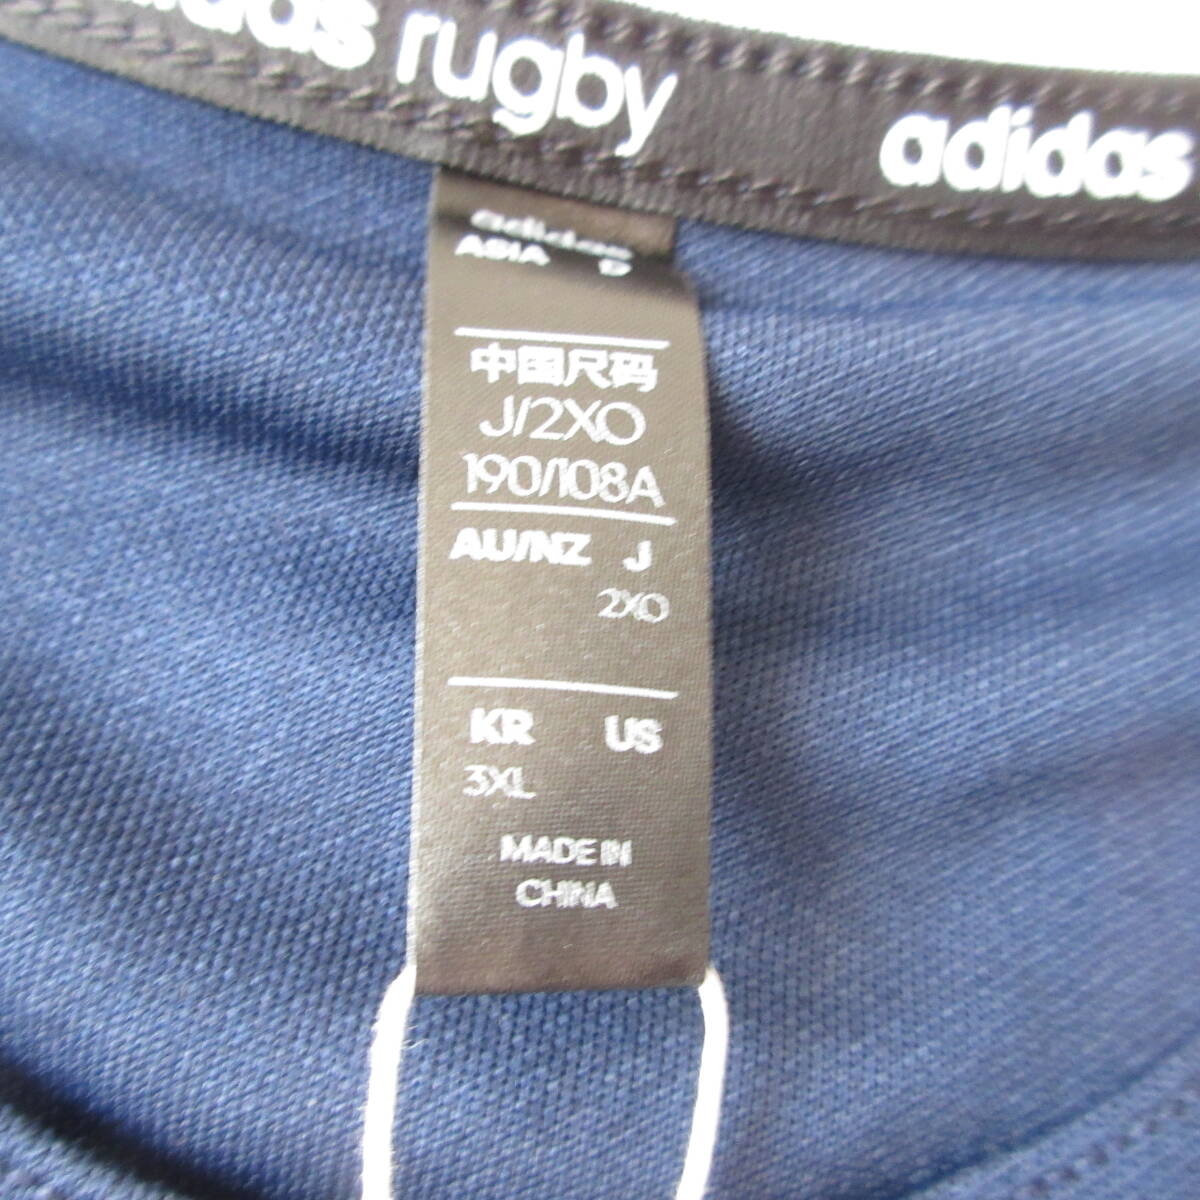 adidas rugby adidas
adidas
ASIA D
中国尺码
J/2XO
190/108A
AU/NZ J
2XO
KR US
3XL
MADE IN
CHINA